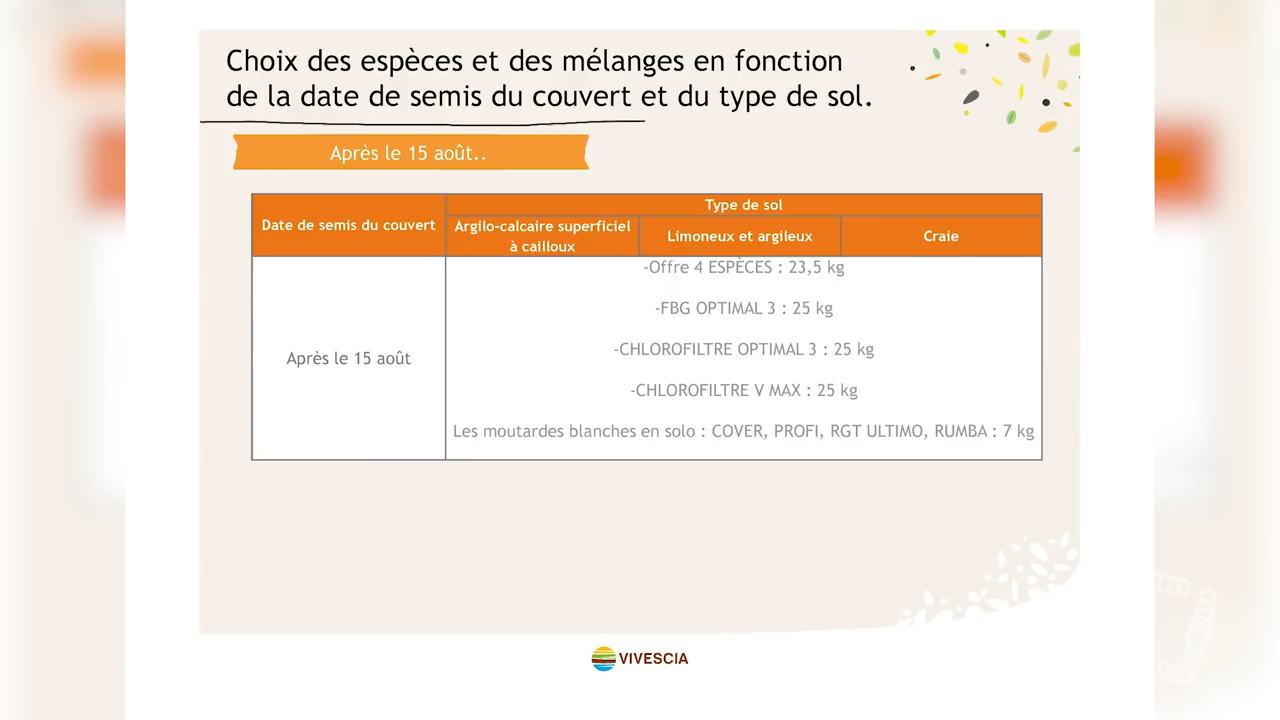 Choix des espèces et des mélanges en fonction
de la date de semis du couvert et du type de sol.
Après le 15 août..
Date de semis du couvert
Type de sol
Argilo-calcaire superficiel
à cailloux
Limoneux et argileux
Craie
Après le 15 août
-Offre 4 ESPÈCES : 23,5 kg
-FBG OPTIMAL 3 : 25 kg
-CHLOROFILTRE OPTIMAL 3 : 25 kg
-CHLOROFILTRE V MAX : 25 kg
Les moutardes blanches en solo : COVER, PROFI, RGT ULTIMO, RUMBA : 7 kg
VIVESCIA